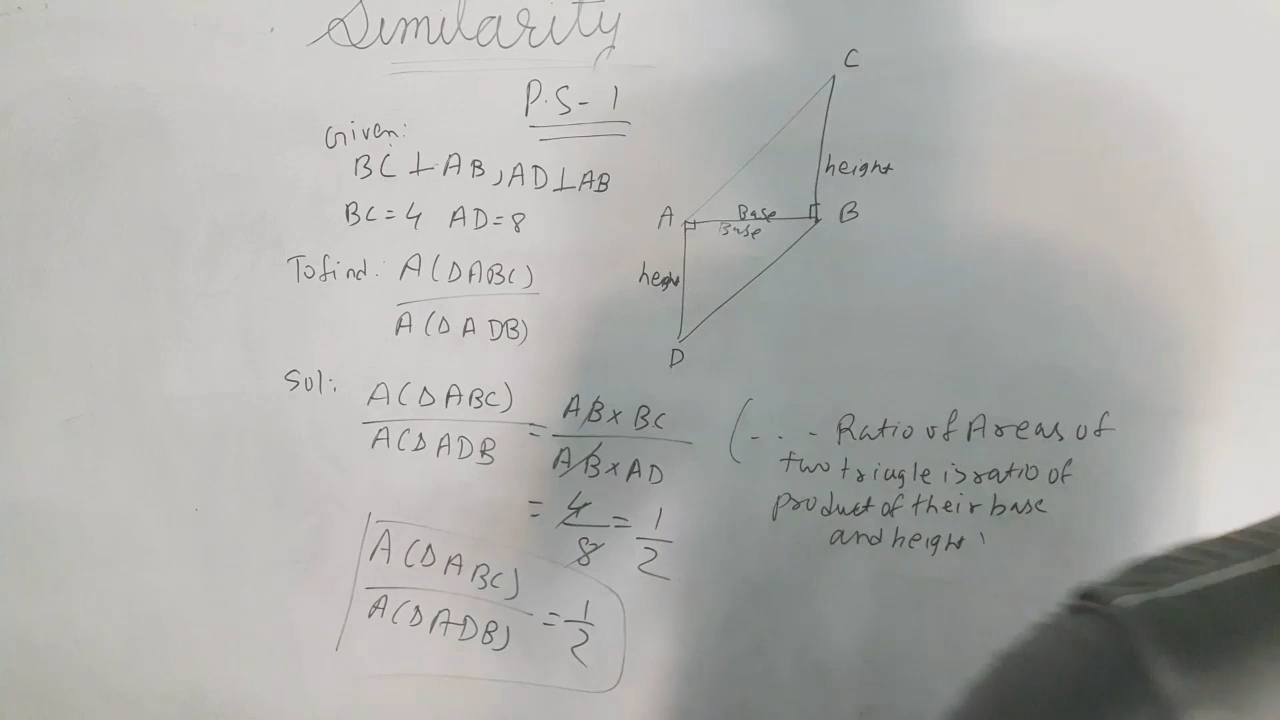 Similarity
P.S-1
Given:
BC ⊥ AB, AD ⊥ AB
BC = 4 AD = 8
To find: A(ΔABC)
A(ΔADB)
C
height
A Base B
Base
height
D
Sol:
A(ΔABC) = AB × BC
A(ΔADB AB × AD
(... Ratio of Areas of
two triugle is ratio of
product of their base
and height
= 4/8 = 1/2
A(ΔABC)
A(ΔADB) = 1/2